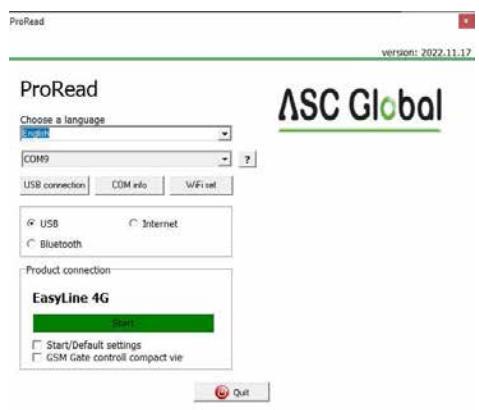 ProRead
version: 2022.11.17
ProRead
ASC Global
Choose a language
English
COM9
?
USB connection COM info WiFi set
USB Internet
Bluetooth
Product connection
EasyLine 4G
Start
Start/Default settings
GSM Gate controll compact vie
Quit